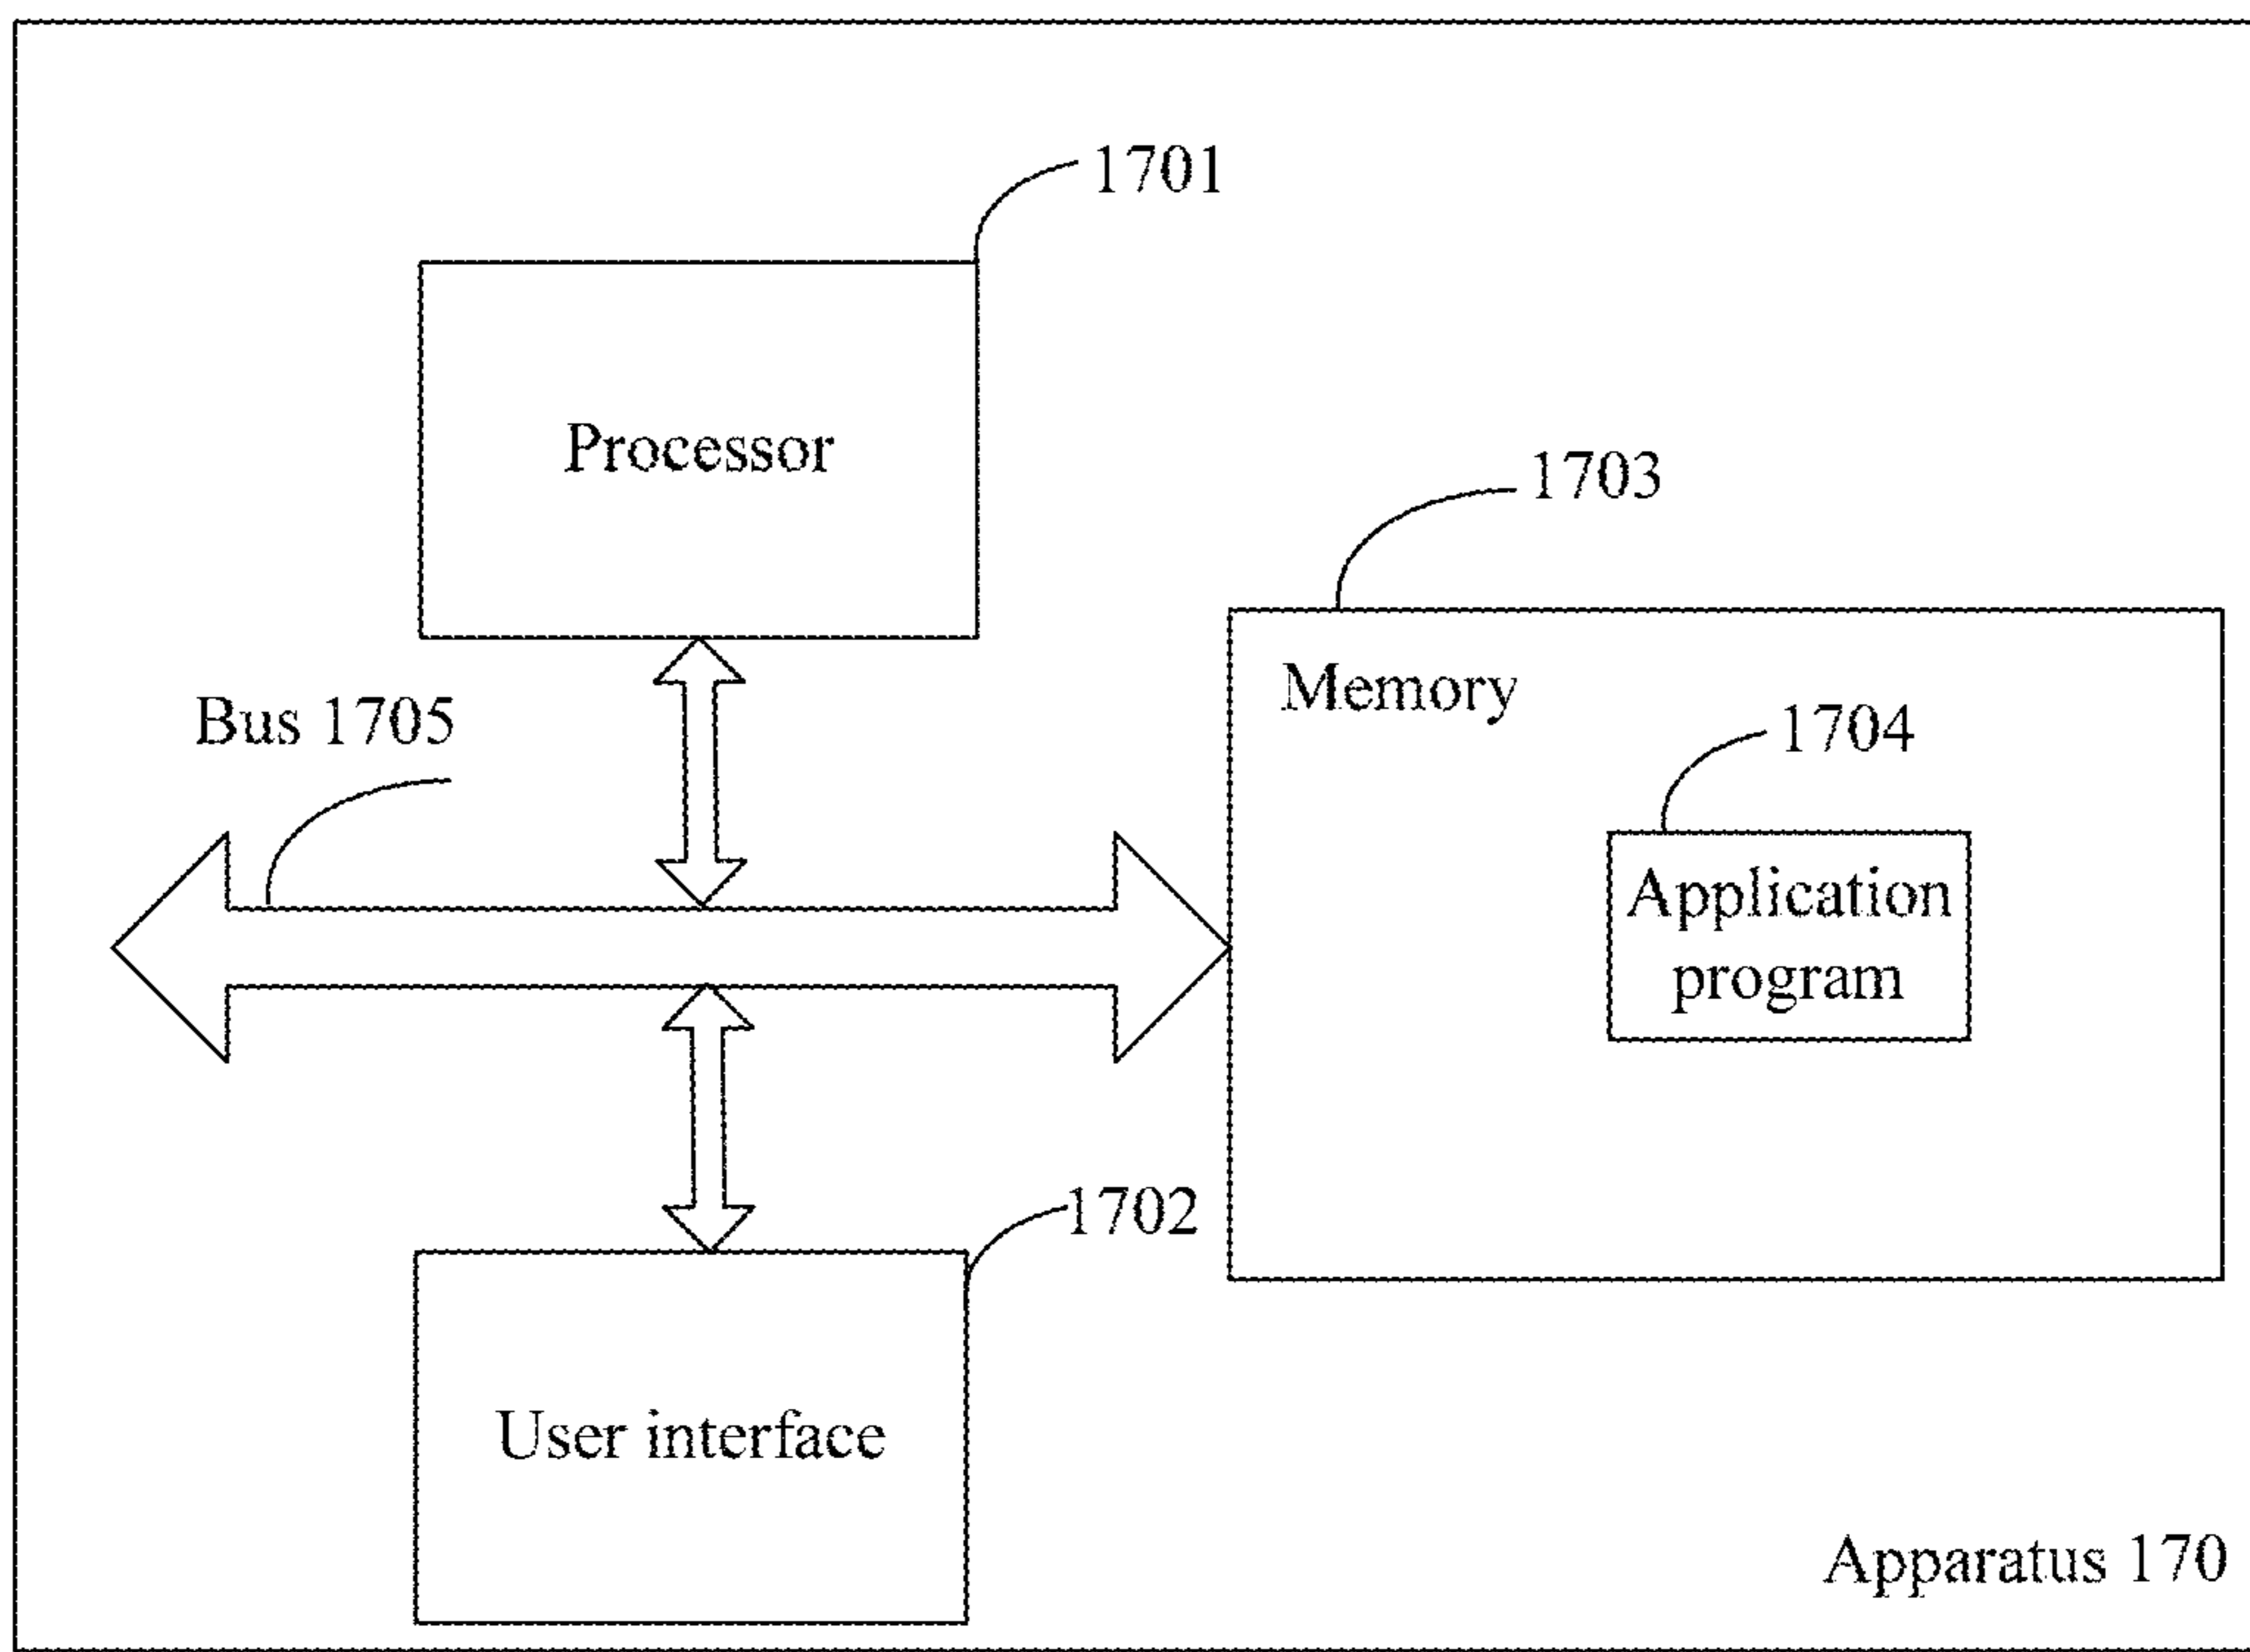 1701
Processor
1703
Memory
Bus 1705
1704
Application
program
1702
User interface
Apparatus 170